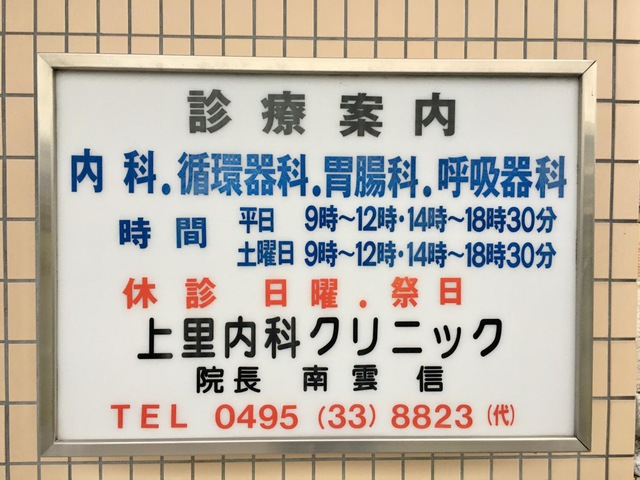 診療案内
内科.循環器科.胃腸科.呼吸器科
時間 平日 9時〜12時・14時〜18時30分
土曜日 9時〜12時・14時〜18時30分
休診 日曜.祭日
上里内科クリニック
院長 南雲 信
TEL 0495 (33) 8823 (代)